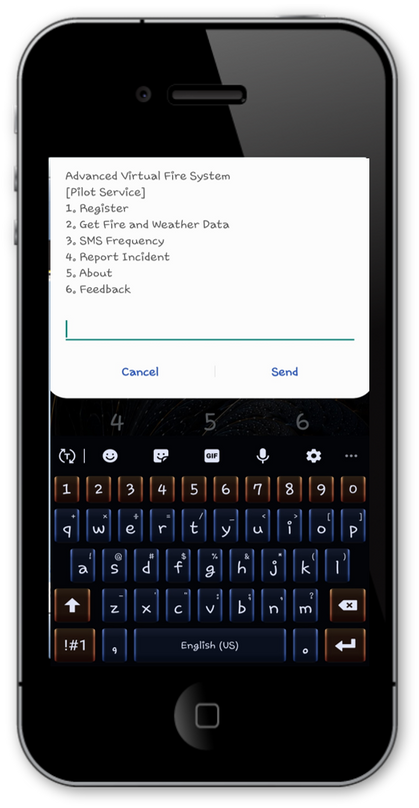 Advanced Virtual Fire System
[Pilot Service]
1. Register
2. Get Fire and Weather Data
3. SMS Frequency
4. Report Incident
5. About
6. Feedback
Cancel | Send
4 5 6
T GIF ...
1 2 3 4 5 6 7 8 9 0
+ × ÷ = / _ < > [ ]
q w e r t y u i o p
! @ # $ % & * ( )
a s d f g h j k l
- ' " : ; , ?
z x c v b n m
!#1 , English (US) .